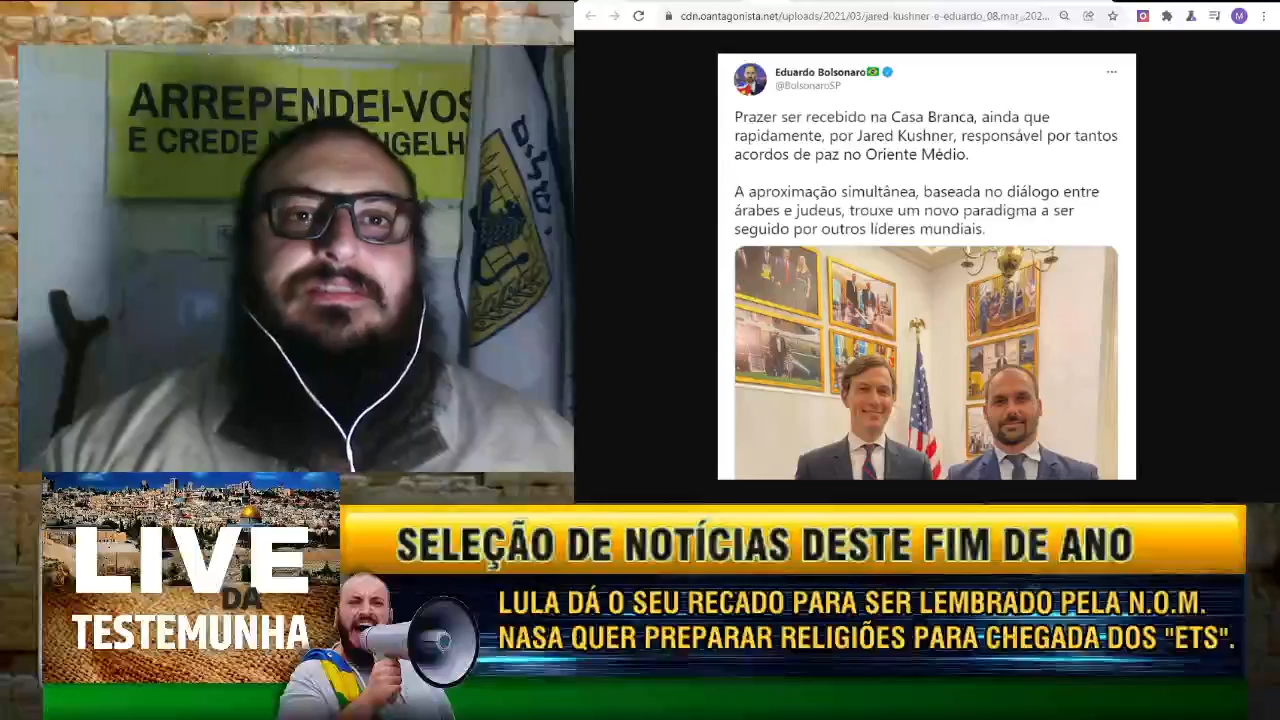 cdn.oantagonista.net/uploads/2021/03/jared-kushner-e-eduardo_08.mar_202...
M
ARREPENDEI-VOS
E CREDE
Eduardo Bolsonaro
@BolsonaroSP
Prazer ser recebido na Casa Branca, ainda que
rapidamente, por Jared Kushner, responsável por tantos
acordos de paz no Oriente Médio.
A aproximação simultânea, baseada no diálogo entre
árabes e judeus, trouxe um novo paradigma a ser
seguido por outros líderes mundiais.
LIVE
DA
TESTEMUNHA
SELEÇÃO DE NOTÍCIAS DESTE FIM DE ANO
LULA DÁ O SEU RECADO PARA SER LEMBRADO PELA N.O.M.
NASA QUER PREPARAR RELIGIÕES PARA CHEGADA DOS "ETS".